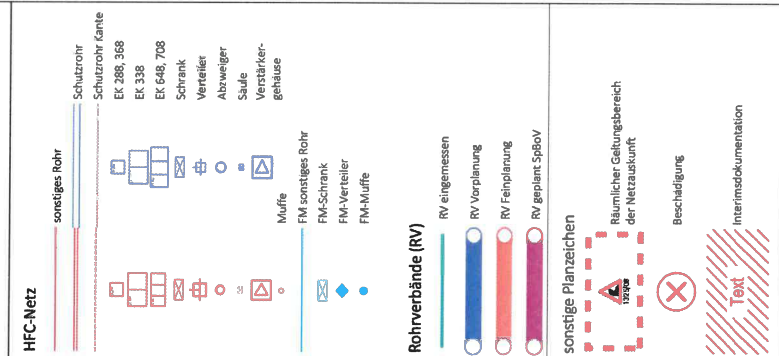 HFC-Netz
sonstiges Rohr
Schutzrohr
Schutzrohr Kante
EK 288, 368
EK 338
EK 648, 708
Schrank
Verteiler
Abzweiger
Säule
Verstärker-
gehäuse
Muffe
FM sonstiges Rohr
FM-Schrank
FM-Verteiler
FM-Muffe
Rohrverbände (RV)
RV eingemessen
RV Vorplanung
RV Feinplanung
RV geplant SpBoV
sonstige Planzeichen
Räumlicher Geltungsbereich
der Netzauskunft
Beschädigung
Text
Interimsdokumentation